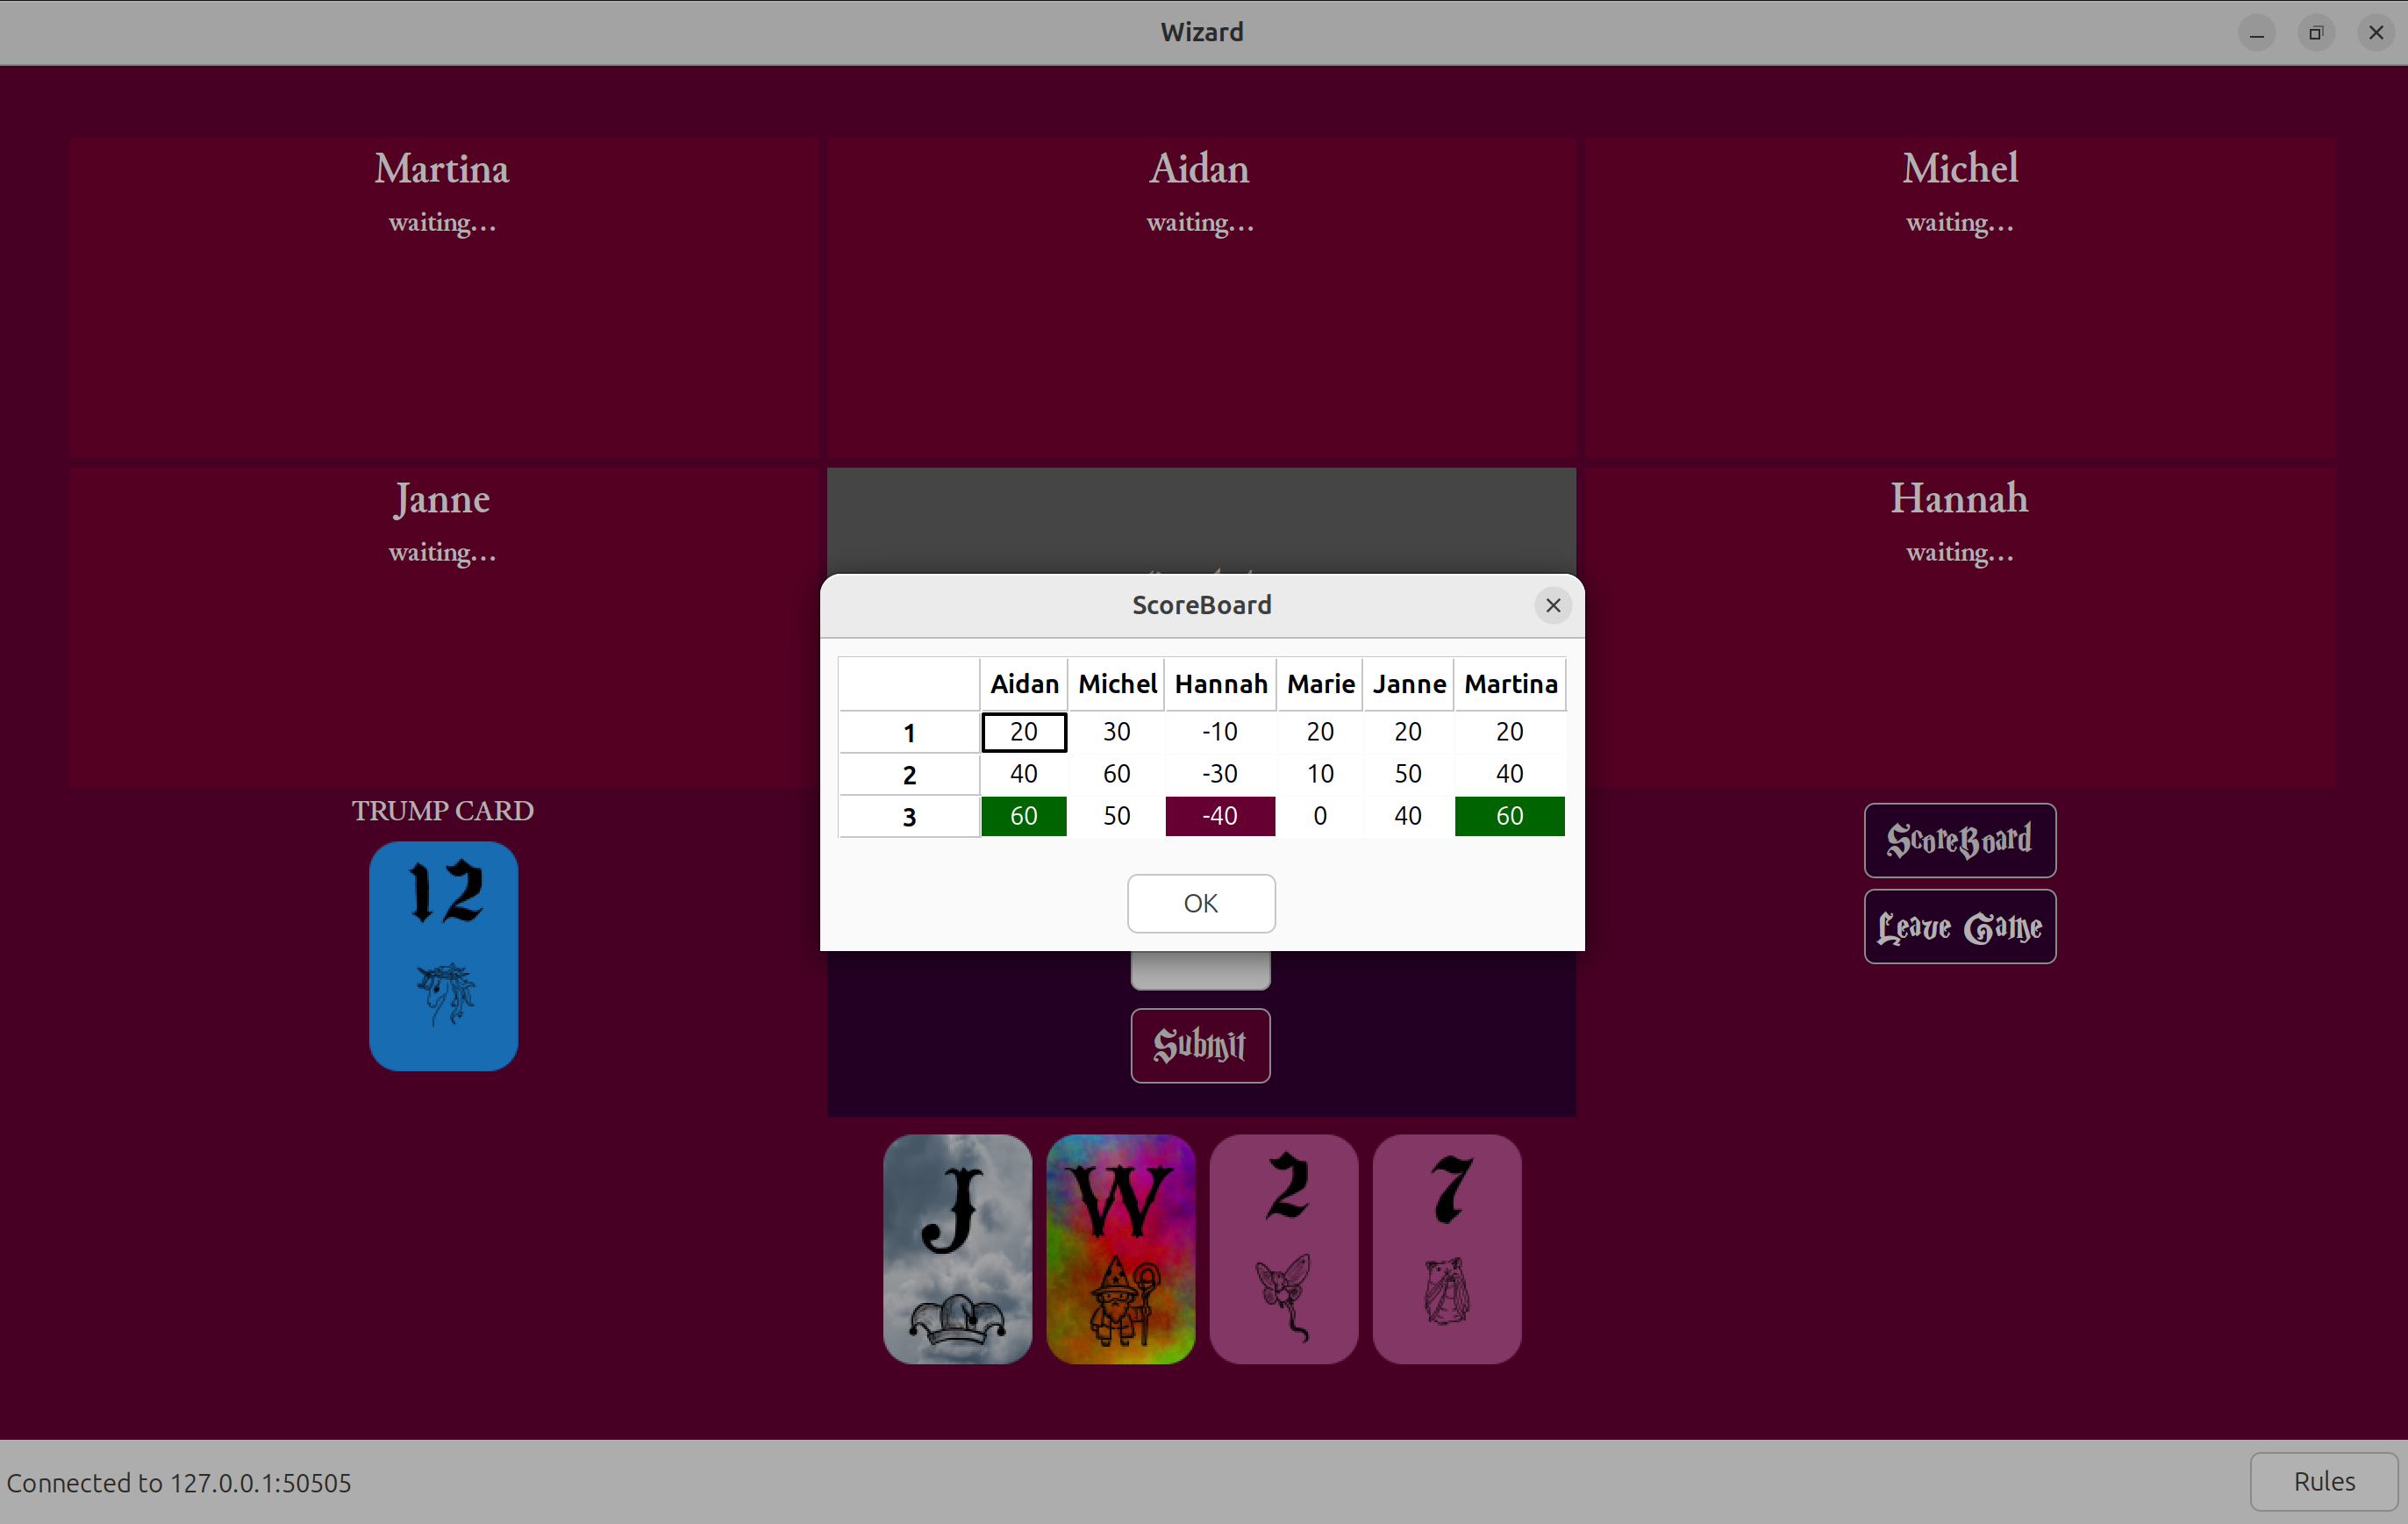 Wizard
Martina
waiting...
Aidan
waiting...
Michel
waiting...
Janne
waiting...
Hannah
waiting...
ScoreBoard
Aidan Michel Hannah Marie Janne Martina
1 20 30 -10 20 20 20
2 40 60 -30 10 50 40
3 60 50 -40 0 40 60
OK
TRUMP CARD
12
ScoreBoard
Leave Game
Submit
J W 2 7
Connected to 127.0.0.1:50505
Rules